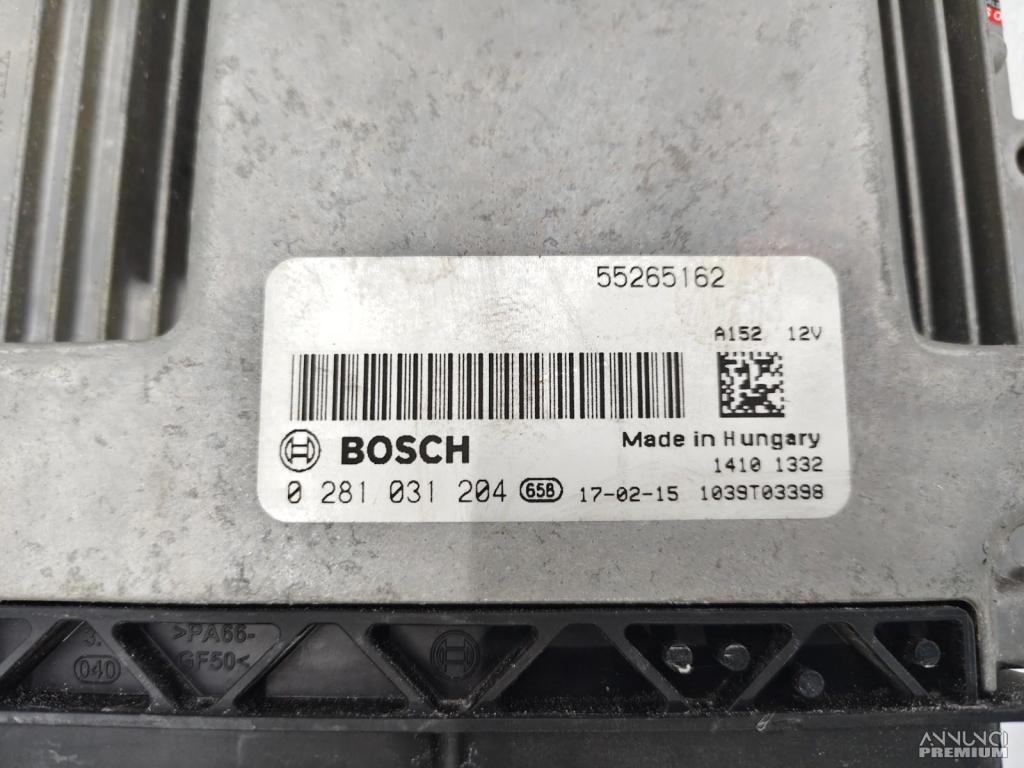 55265162
A152 12V
BOSCH
Made in Hungary
1410 1332
0 281 031 204 658 17-02-15 1039T03398
>PA66-
GF50<
040
ANNUNCI
PREMIUM